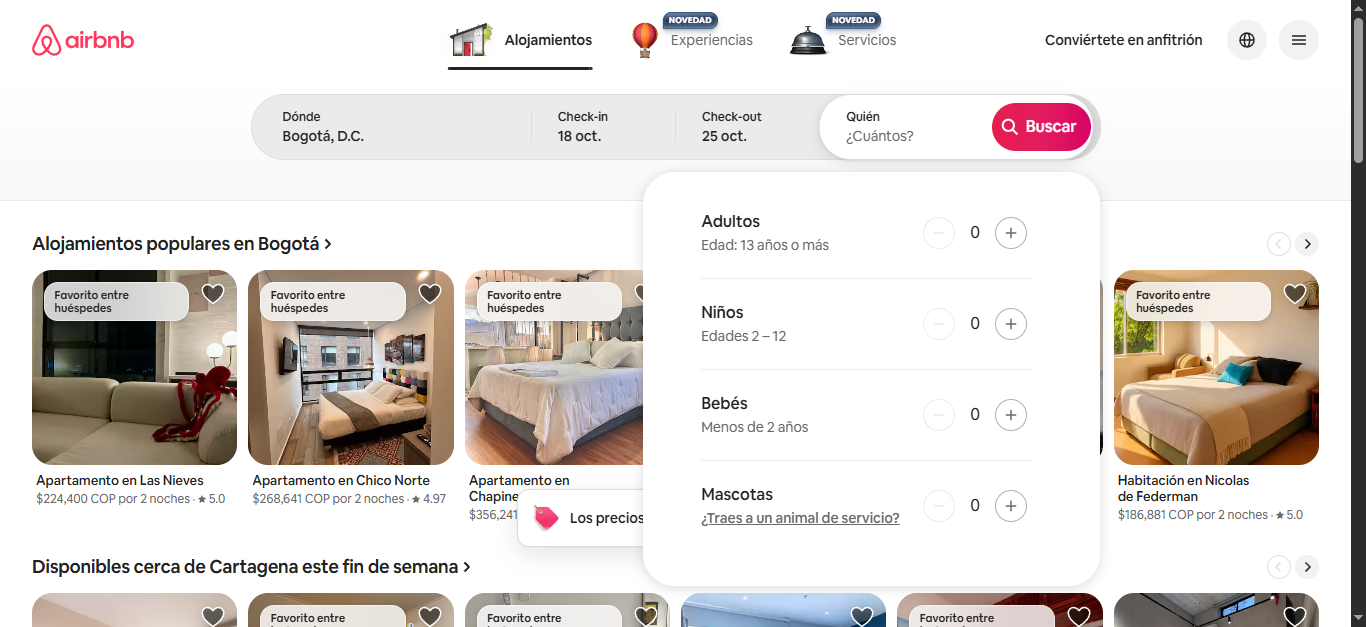 airbnb
Alojamientos
NOVEDAD
Experiencias
NOVEDAD
Servicios
Conviértete en anfitrión
Dónde
Bogotá, D.C.
Check-in
18 oct.
Check-out
25 oct.
Quién
¿Cuántos?
Buscar
Adultos
Edad: 13 años o más
0
Niños
Edades 2 – 12
0
Bebés
Menos de 2 años
0
Mascotas
¿Traes a un animal de servicio?
0
Alojamientos populares en Bogotá
Favorito entre
huéspedes
Favorito entre
huéspedes
Favorito entre
huéspedes
Favorito entre
huéspedes
Apartamento en Las Nieves
$224,400 COP por 2 noches · ★ 5.0
Apartamento en Chico Norte
$268,641 COP por 2 noches · ★ 4.97
Apartamento en
Chapine
$356,241
Los precios
Habitación en Nicolas
de Federman
$186,881 COP por 2 noches · ★ 5.0
Disponibles cerca de Cartagena este fin de semana
Favorito entre
Favorito entre
Favorito entre